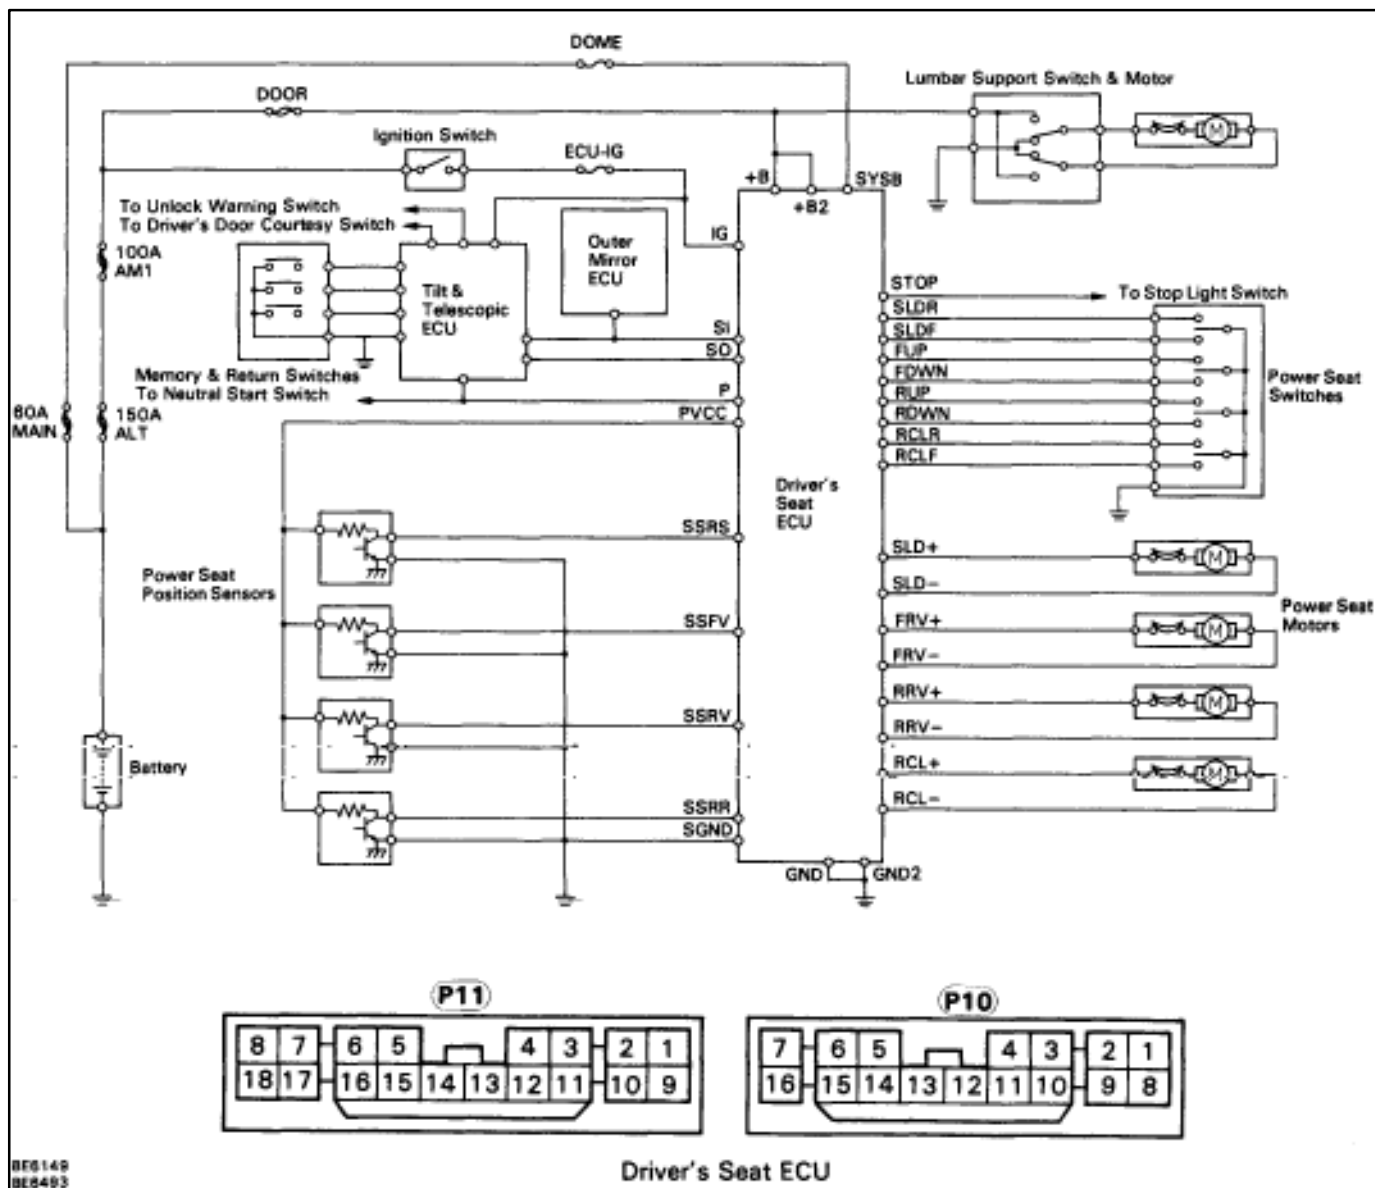 DOME
Lumbar Support Switch & Motor
DOOR
Ignition Switch
ECU-IG
M
+B
SYSB
+B2
To Unlock Warning Switch
To Driver's Door Courtesy Switch
IG
Outer
Mirror
ECU
100A
AM1
Tilt &
Telescopic
ECU
STOP
To Stop Light Switch
SLDR
SI
SLDF
SO
FUP
Memory & Return Switches
FDWN
Power Seat
Switches
To Neutral Start Switch
P
RUP
60A
MAIN
150A
ALT
PVCC
RDWN
RCLR
RCLF
Driver's
Seat
ECU
SSRS
SLD+
M
Power Seat
Position Sensors
SLD-
Power Seat
Motors
SSFV
FRV+
M
FRV-
SSRV
RRV+
M
RRV-
Battery
RCL+
M
RCL-
SSRR
SGND
GND
GND2
P11
P10
8 7 6 5 4 3 2 1
18 17 16 15 14 13 12 11 10 9
7 6 5 4 3 2 1
16 15 14 13 12 11 10 9 8
BE6149
BE6493
Driver's Seat ECU